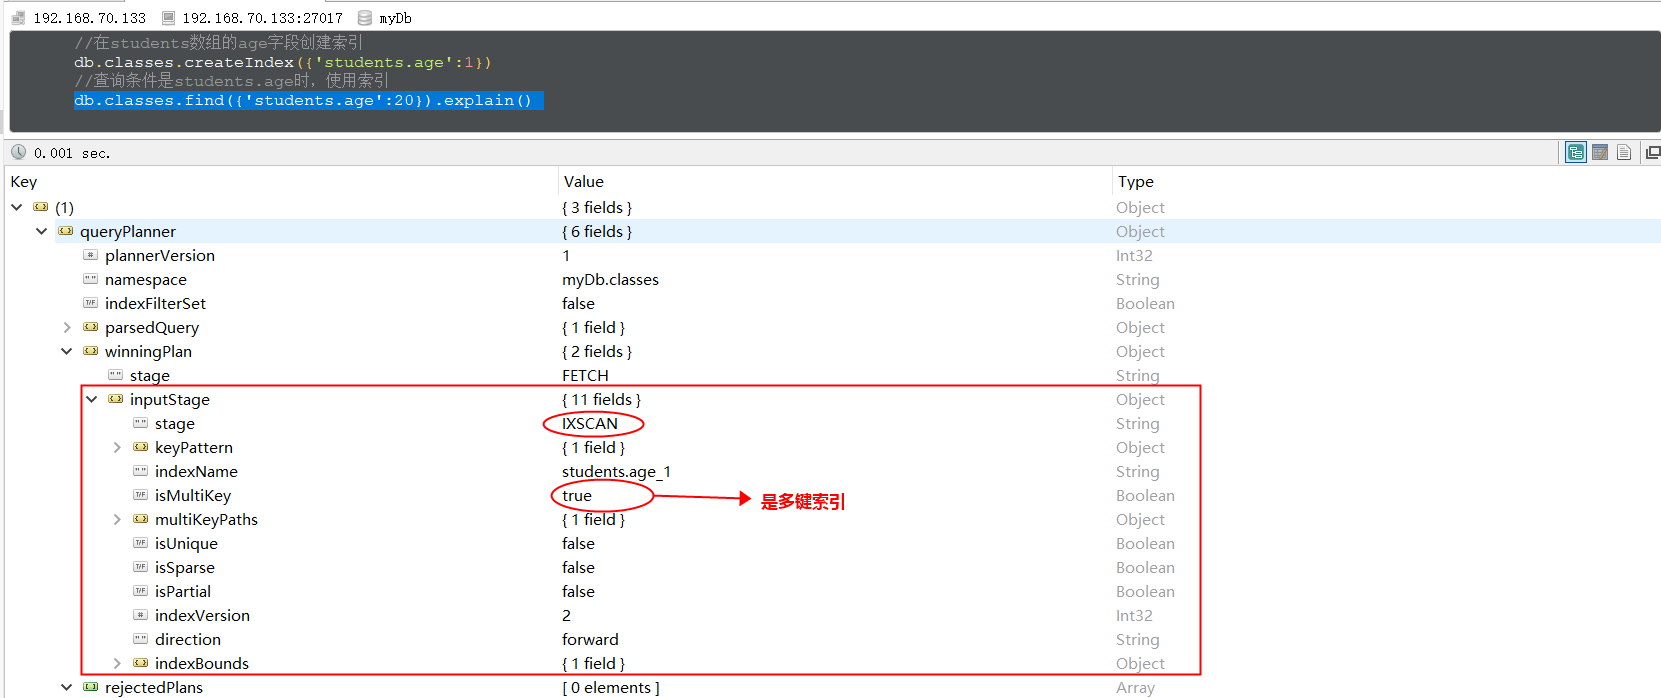 192.168.70.133 192.168.70.133:27017 myDb
//在students数组的age字段创建索引
db.classes.createIndex({'students.age':1})
//查询条件是students.age时，使用索引
db.classes.find({'students.age':20}).explain()
0.001 sec.
Key Value Type
(1) { 3 fields } Object
queryPlanner { 6 fields } Object
plannerVersion 1 Int32
namespace myDb.classes String
indexFilterSet false Boolean
parsedQuery { 1 field } Object
winningPlan { 2 fields } Object
stage FETCH String
inputStage { 11 fields } Object
stage IXSCAN String
keyPattern { 1 field } Object
indexName students.age_1 String
isMultiKey true Boolean
是多键索引
multiKeyPaths { 1 field } Object
isUnique false Boolean
isSparse false Boolean
isPartial false Boolean
indexVersion 2 Int32
direction forward String
indexBounds { 1 field } Object
rejectedPlans [ 0 elements ] Array